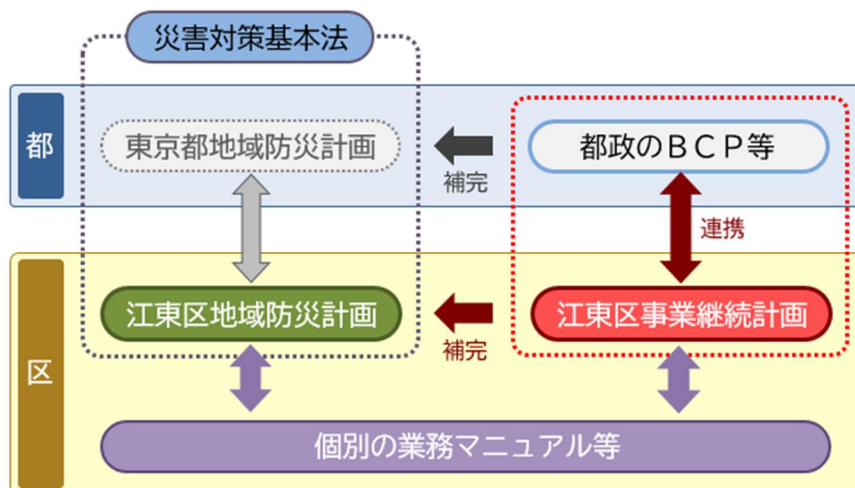 災害対策基本法
都
東京都地域防災計画
補完
都政のＢＣＰ等
連携
区
江東区地域防災計画
補完
江東区事業継続計画
個別の業務マニュアル等